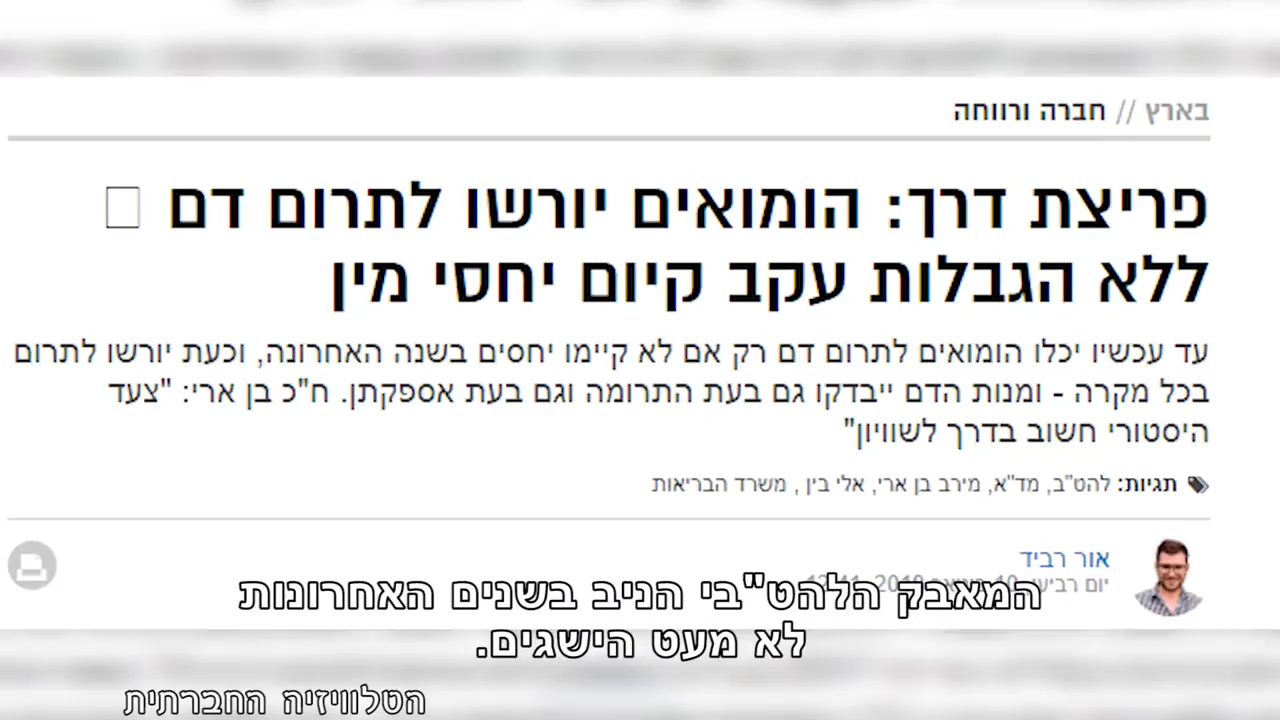 בארץ // חברה ורווחה
פריצת דרך: הומואים יורשו לתרום דם
ללא הגבלות עקב קיום יחסי מין
עד עכשיו יכלו הומואים לתרום דם רק אם לא קיימו יחסים בשנה האחרונה, וכעת יורשו לתרום
בכל מקרה - ומנות הדם ייבדקו גם בעת התרומה וגם בעת אספקתן. ח"כ בן ארי: "צעד
היסטורי חשוב בדרך לשוויון"
תגיות: להט"ב, מד"א, מירב בן ארי, אלי בין , משרד הבריאות
אור רביד
יום רביעי
המאבק הלהט"בי הניב בשנים האחרונות
לא מעט הישגים.
הטלוויזיה החברתית